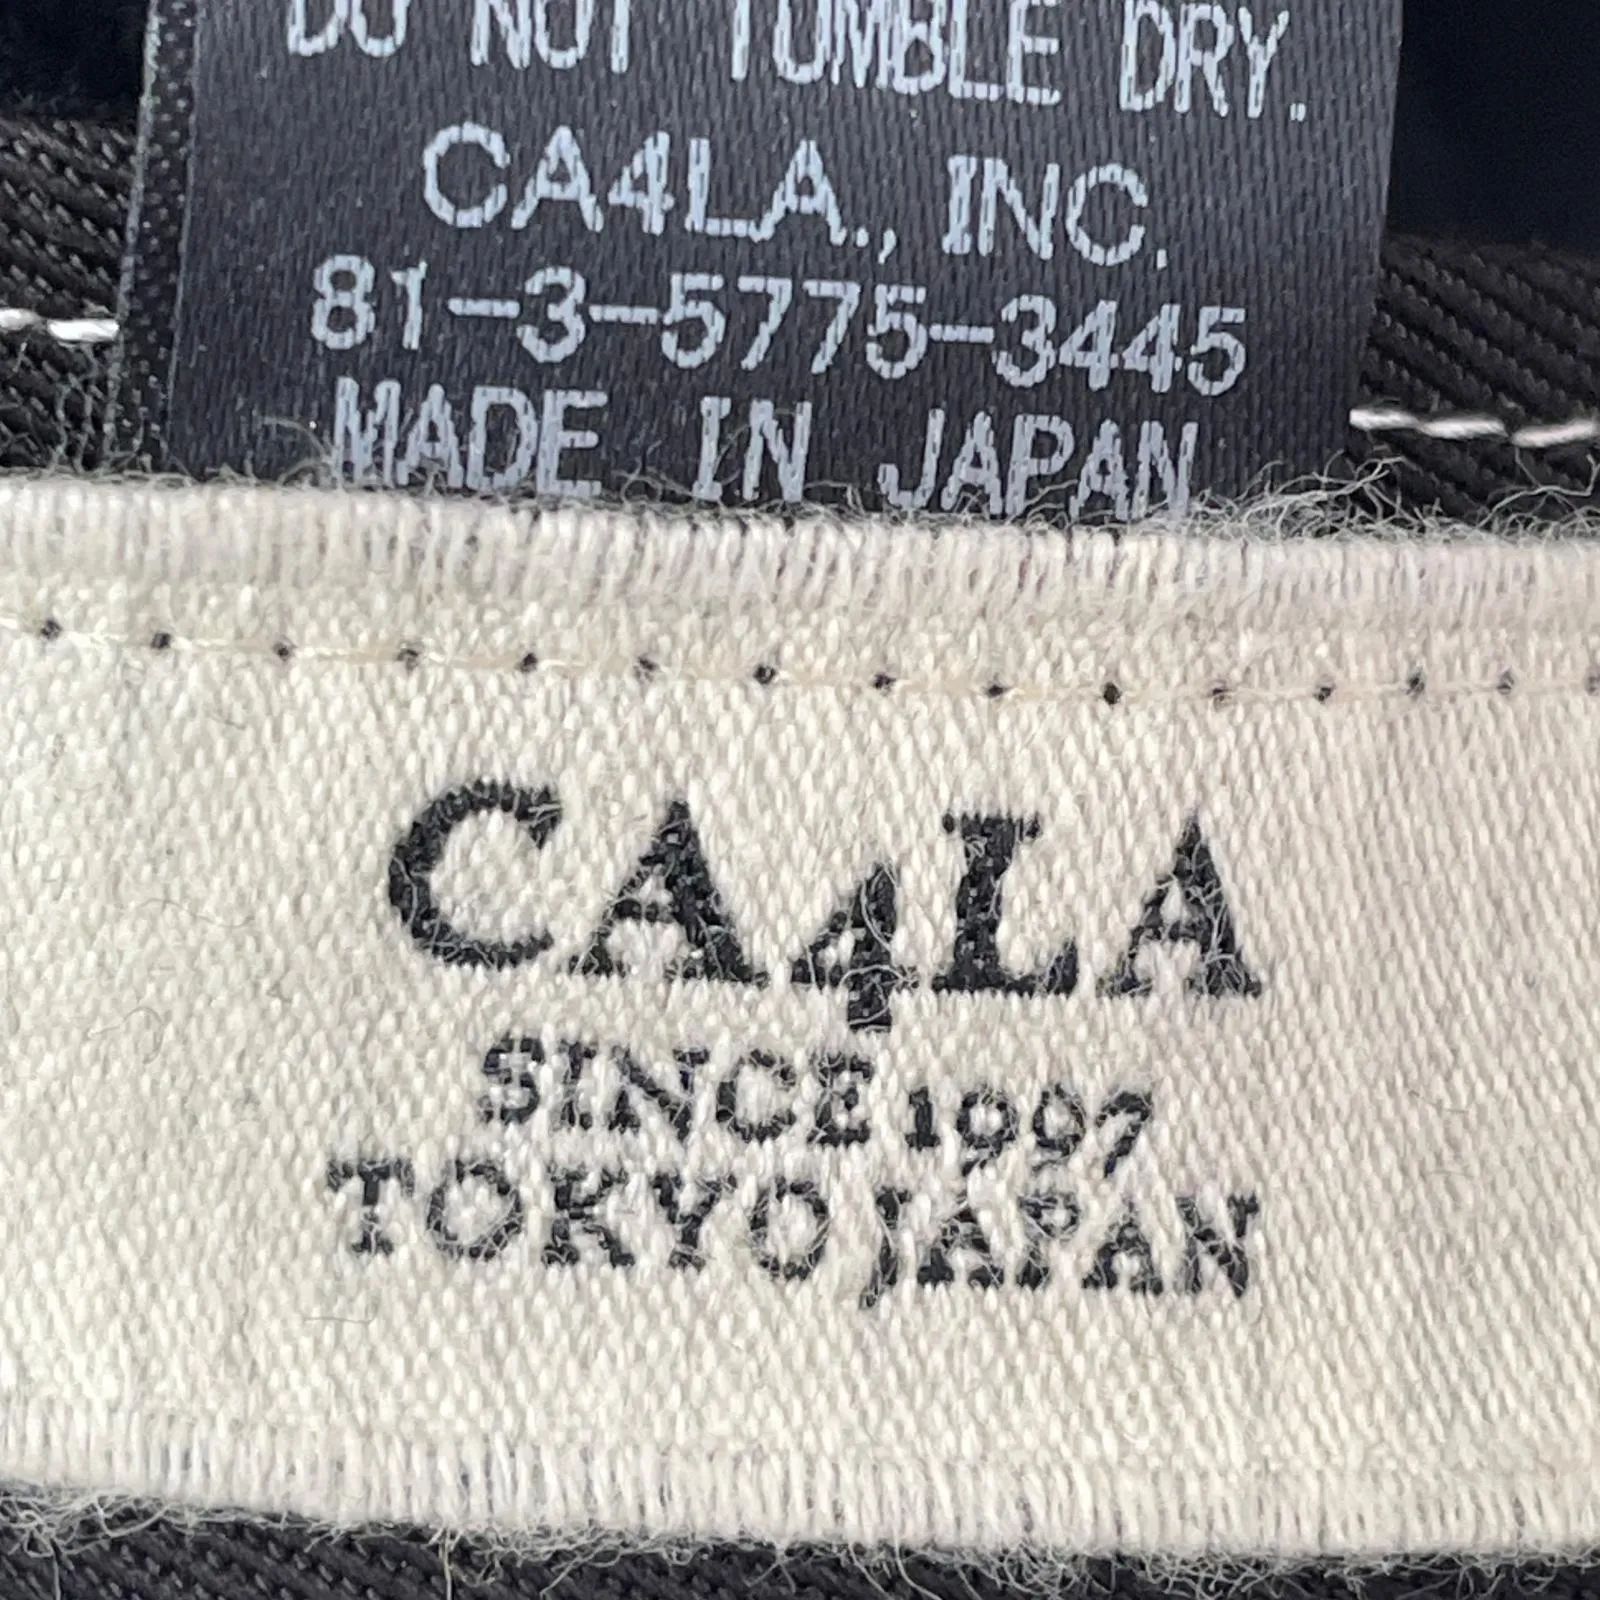 DO NOT TUMBLE DRY.
CA4LA., INC.
81-3-5775-3445
MADE IN JAPAN
CA4LA
SINCE 1997
TOKYO JAPAN